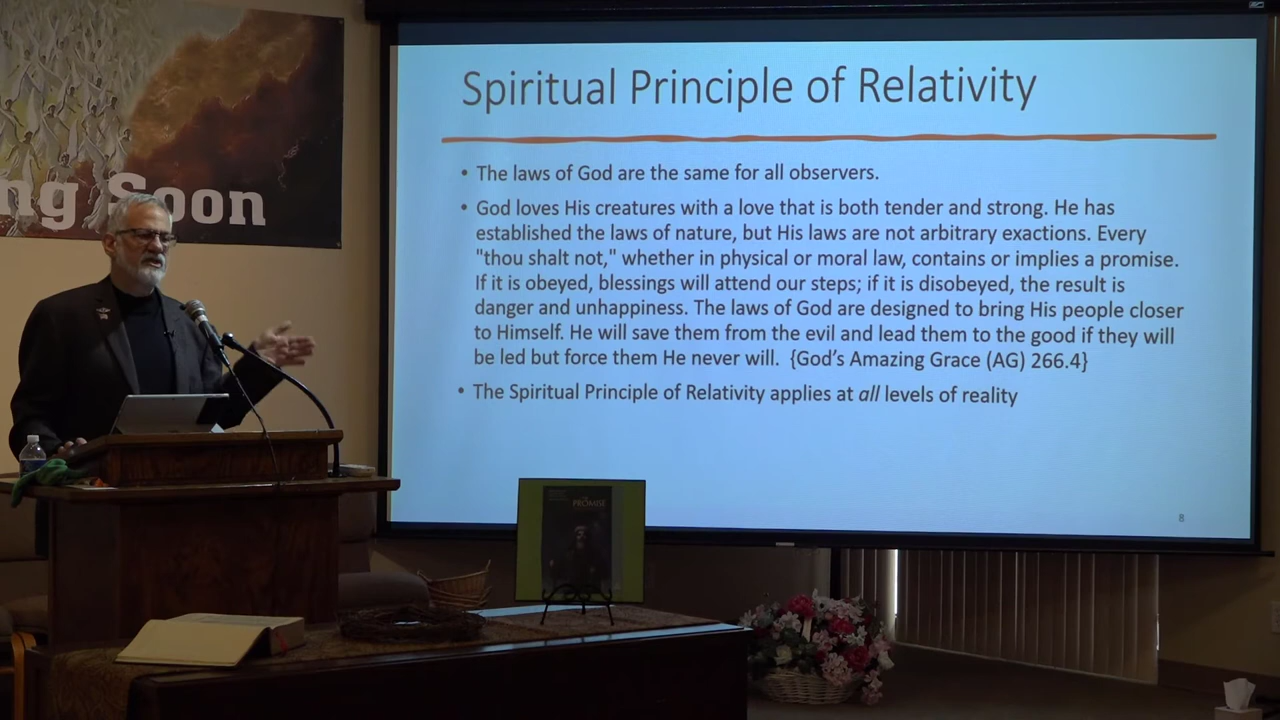 ng Soon
Spiritual Principle of Relativity
• The laws of God are the same for all observers.
• God loves His creatures with a love that is both tender and strong. He has
established the laws of nature, but His laws are not arbitrary exactions. Every
"thou shalt not," whether in physical or moral law, contains or implies a promise.
If it is obeyed, blessings will attend our steps; if it is disobeyed, the result is
danger and unhappiness. The laws of God are designed to bring His people closer
to Himself. He will save them from the evil and lead them to the good if they will
be led but force them He never will. {God’s Amazing Grace (AG) 266.4}
• The Spiritual Principle of Relativity applies at all levels of reality
8
PROMISE